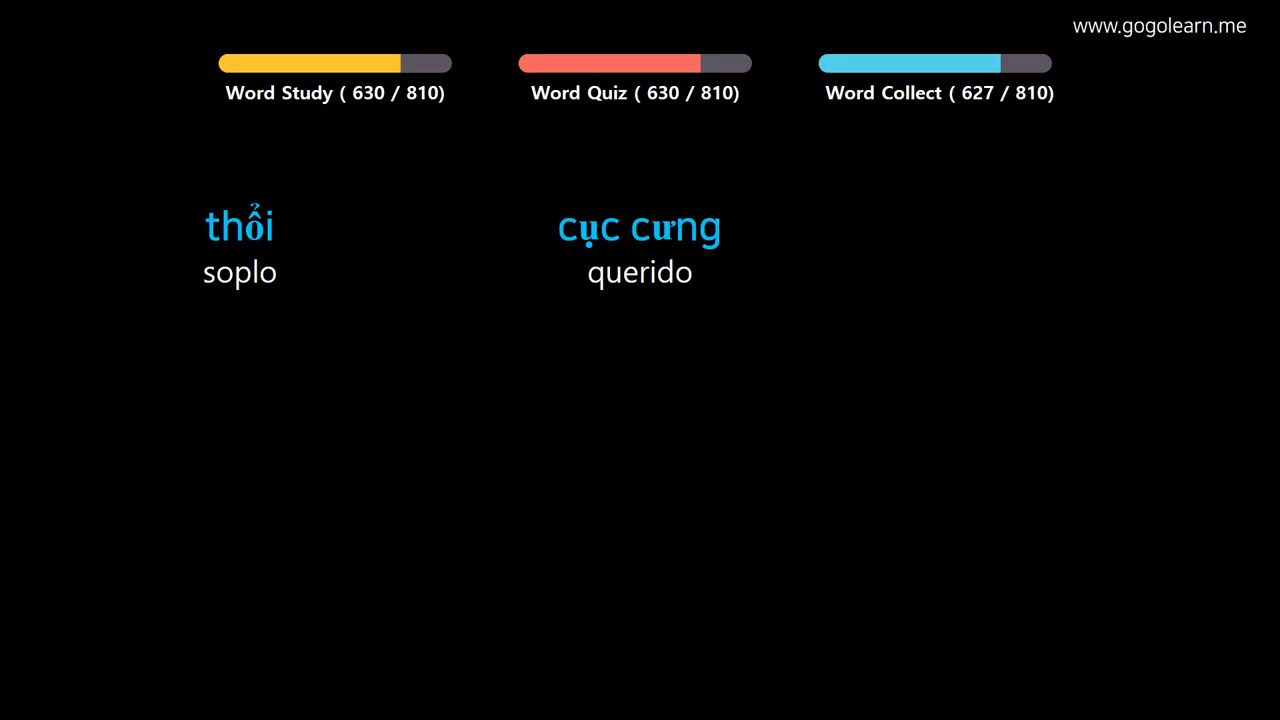 www.gogolearn.me
Word Study ( 630 / 810)
Word Quiz ( 630 / 810)
Word Collect ( 627 / 810)
thổi
cục cưng
soplo
querido